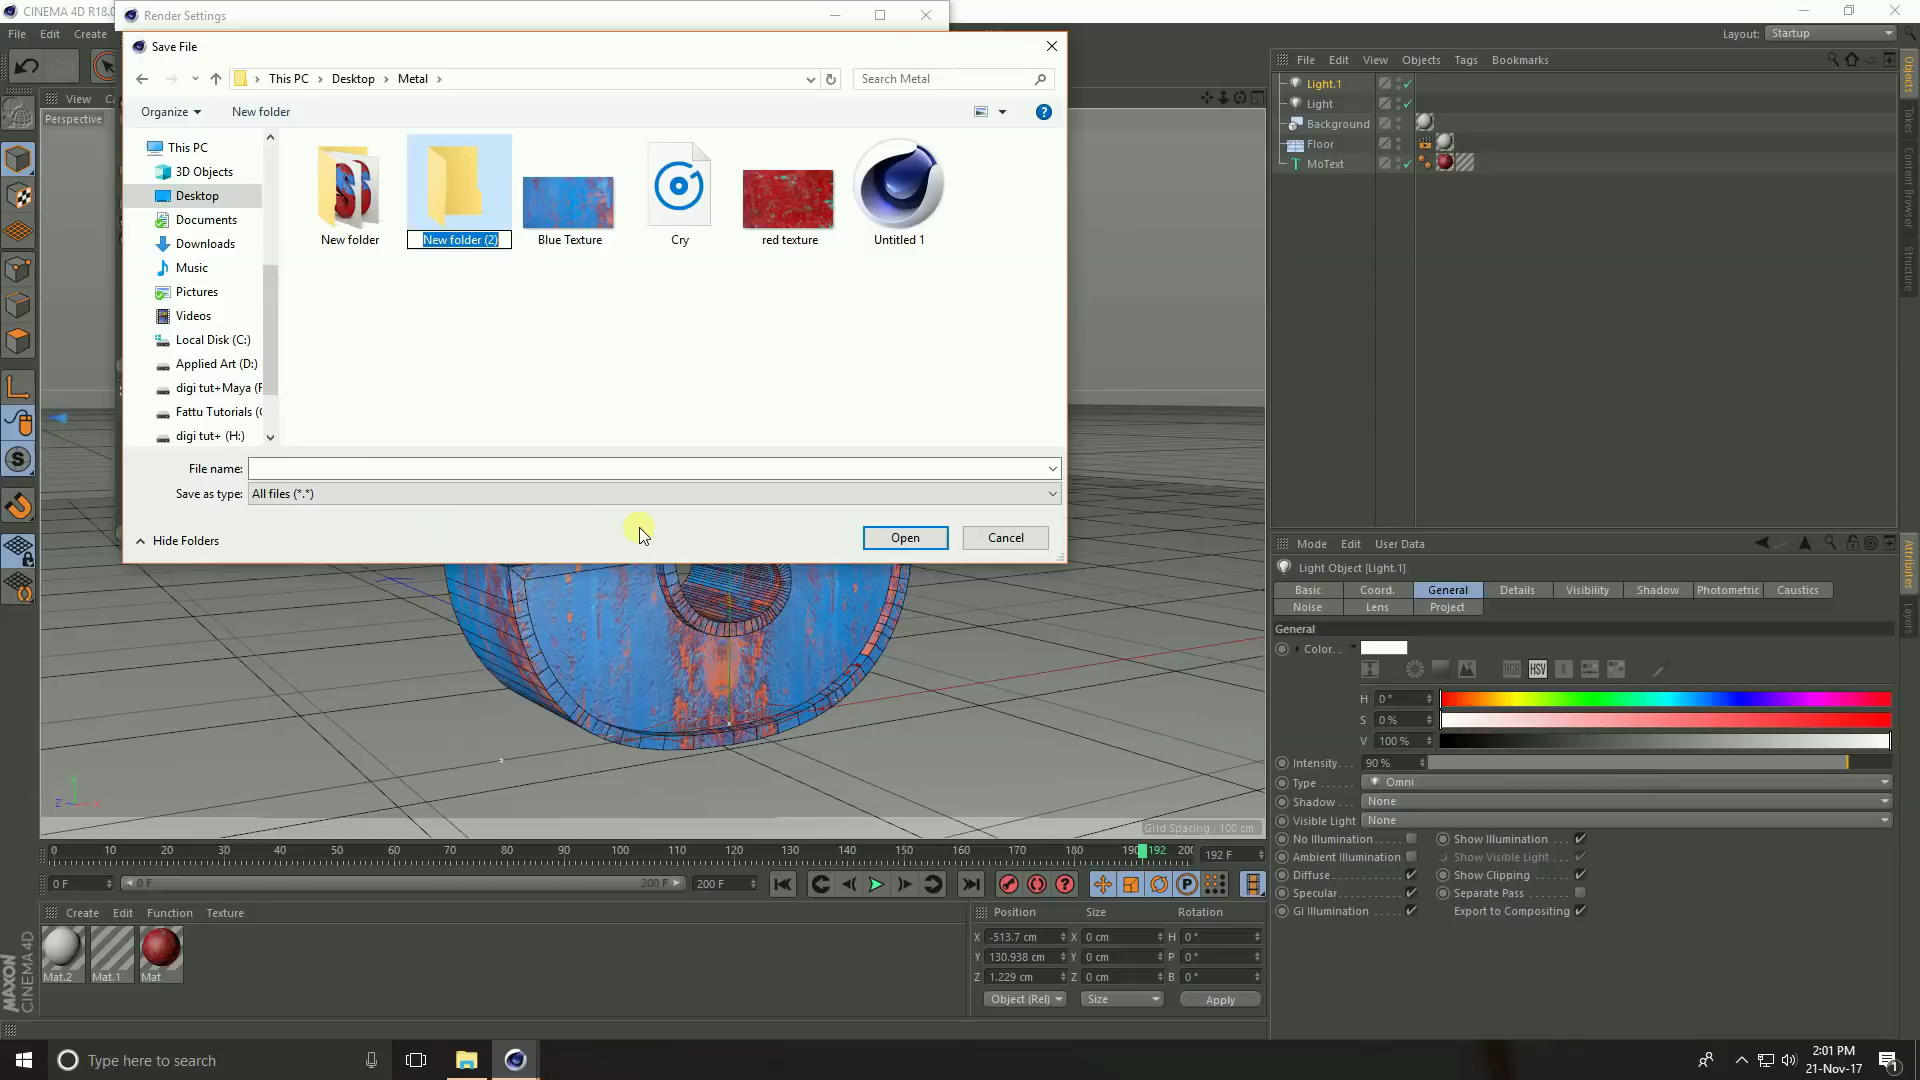 CINEMA 4D R18.0
Render Settings
File Edit Create
Layout: Startup
Save File
This PC > Desktop > Metal >
Search Metal
Organize New folder
View
Perspective
This PC
3D Objects
Desktop
Documents
Downloads
Music
Pictures
Videos
Local Disk (C:)
Applied Art (D:)
digi tut+Maya (F
Fattu Tutorials (
digi tut+ (H:)
New folder
New folder (2)
Blue Texture
Cry
red texture
Untitled 1
File name:
Save as type: All files (*.*)
Hide Folders
Open Cancel
File Edit View Objects Tags Bookmarks
Light.1
Light
Background
Floor
MoText
Objects
Takes
Content Browser
Structure
Attributes
Layers
Mode Edit User Data
Light Object [Light.1]
Basic Coord. General Details Visibility Shadow Photometric Caustics
Noise Lens Project
General
Color. .
RGB HSV K
H 0 °
S 0 %
V 100 %
Intensity. . . 90 %
Type . . . . . . Omni
Shadow . . . None
Visible Light None
No Illumination. . . . Show Illumination . . .
Ambient Illumination Show Visible Light . .
Diffuse. . . . . . . . . . . Show Clipping . . . . .
Specular. . . . . . . . . . Separate Pass . . . .
GI Illumination . . . . . Export to Compositing
Grid Spacing : 100 cm
Z X
0 10 20 30 40 50 60 70 80 90 100 110 120 130 140 150 160 170 180 190 192 200
192 F
0 F 0 F 200 F 200 F
Create Edit Function Texture
Mat.2 Mat.1 Mat
MAXON
CINEMA 4D
Position Size Rotation
X -513.7 cm X 0 cm H 0 °
Y 130.938 cm Y 0 cm P 0 °
Z 1.229 cm Z 0 cm B 0 °
Object (Rel) Size Apply
Type here to search
2:01 PM
21-Nov-17
1